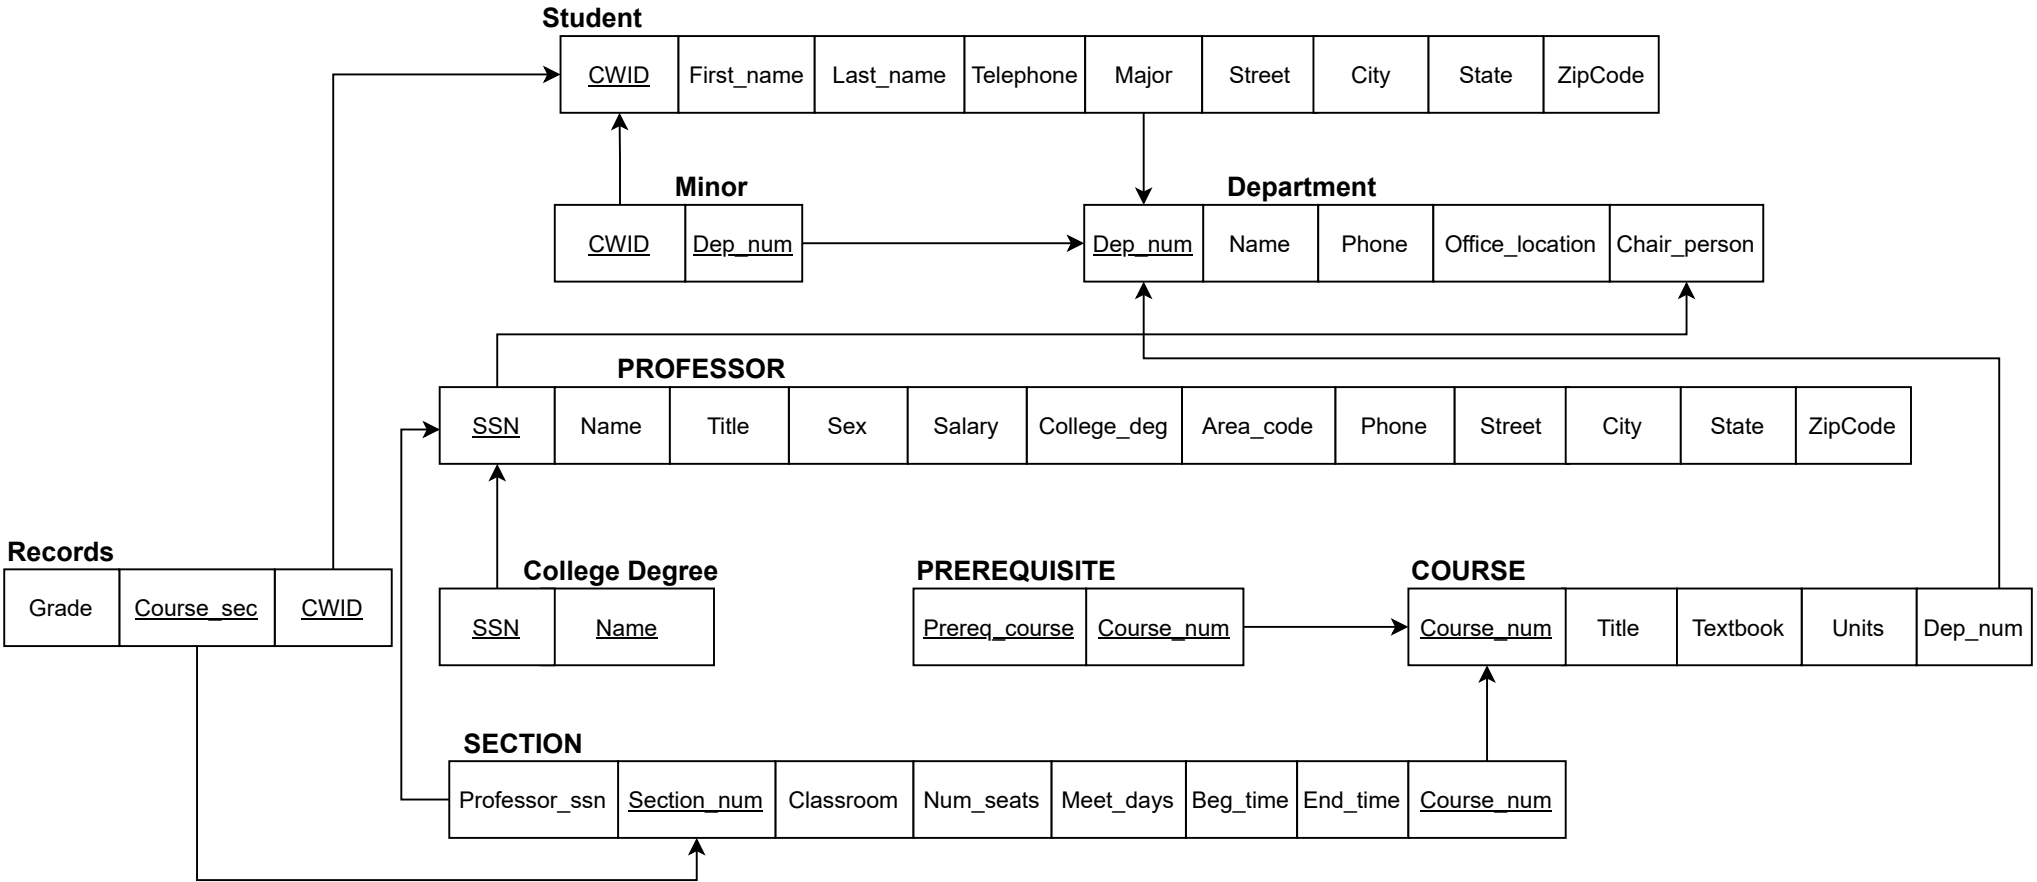 Student
CWID First_name Last_name Telephone Major Street City State ZipCode
Minor
CWID Dep_num
Department
Dep_num Name Phone Office_location Chair_person
PROFESSOR
SSN Name Title Sex Salary College_deg Area_code Phone Street City State ZipCode
Records
Grade Course_sec CWID
College Degree
SSN Name
PREREQUISITE
Prereq_course Course_num
COURSE
Course_num Title Textbook Units Dep_num
SECTION
Professor_ssn Section_num Classroom Num_seats Meet_days Beg_time End_time Course_num